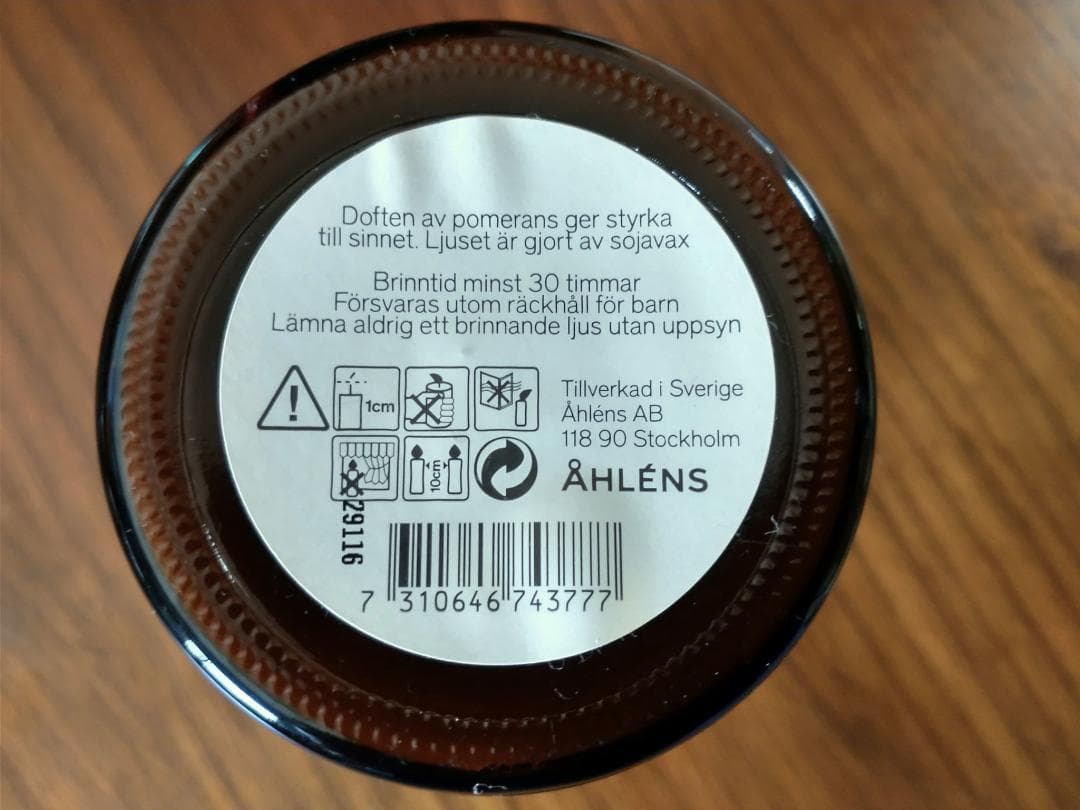 Doften av pomerans ger styrka
till sinnet. Ljuset är gjort av sojavax
Brinntid minst 30 timmar
Försvaras utom räckhåll för barn
Lämna aldrig ett brinnande ljus utan uppsyn
1cm
10cm
Tillverkad i Sverige
Åhléns AB
118 90 Stockholm
ÅHLÉNS
29116
7 310646 743777